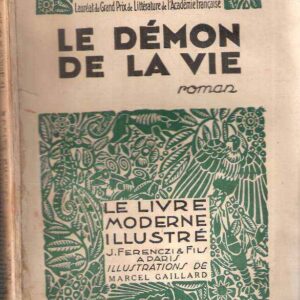 Lauréat du Grand Prix de Littérature de l'Académie française
LE DÉMON
DE LA VIE
roman
LE LIVRE
MODERNE
ILLUSTRÉ
J. FERENCZI & FILS
A PARIS
ILLUSTRATIONS DE
MARCEL GAILLARD